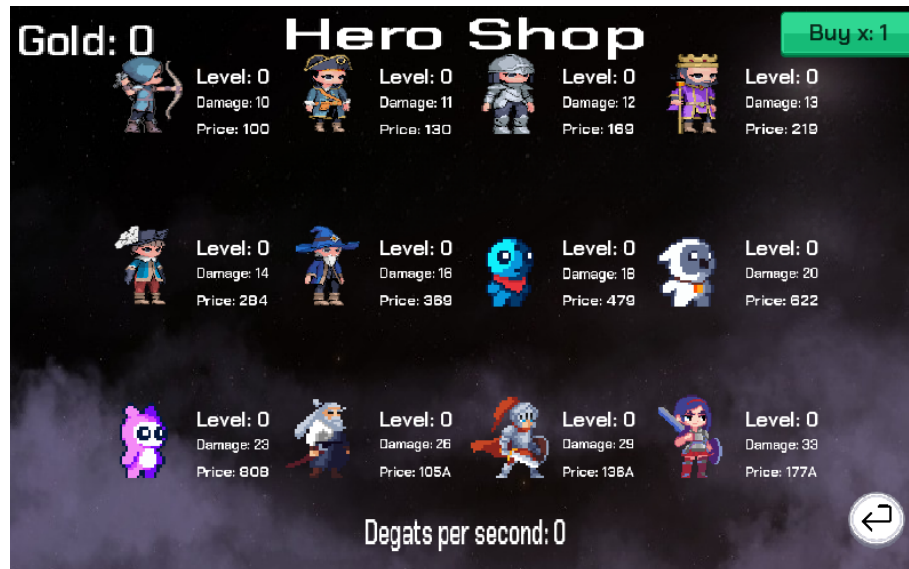 Gold: 0
Hero Shop
Buy x: 1
Level: 0
Damage: 10
Price: 100
Level: 0
Damage: 11
Price: 130
Level: 0
Damage: 12
Price: 169
Level: 0
Damage: 13
Price: 219
Level: 0
Damage: 14
Price: 284
Level: 0
Damage: 16
Price: 369
Level: 0
Damage: 18
Price: 479
Level: 0
Damage: 20
Price: 622
Level: 0
Damage: 23
Price: 808
Level: 0
Damage: 26
Price: 105A
Level: 0
Damage: 29
Price: 136A
Level: 0
Damage: 33
Price: 177A
Degats per second: 0